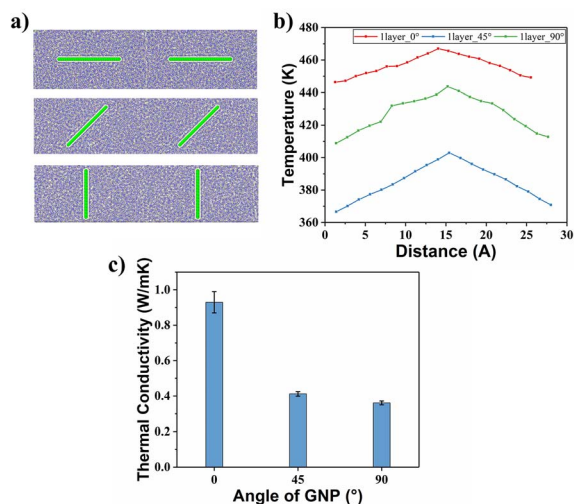 a)
b)
1layer_0° 1layer_45° 1layer_90°
Temperature (K)
480
460
440
420
400
380
360
0 5 10 15 20 25 30
Distance (A)
c)
Thermal Conductivity (W/mK)
1.0
0.8
0.6
0.4
0.2
0.0
0 45 90
Angle of GNP (°)